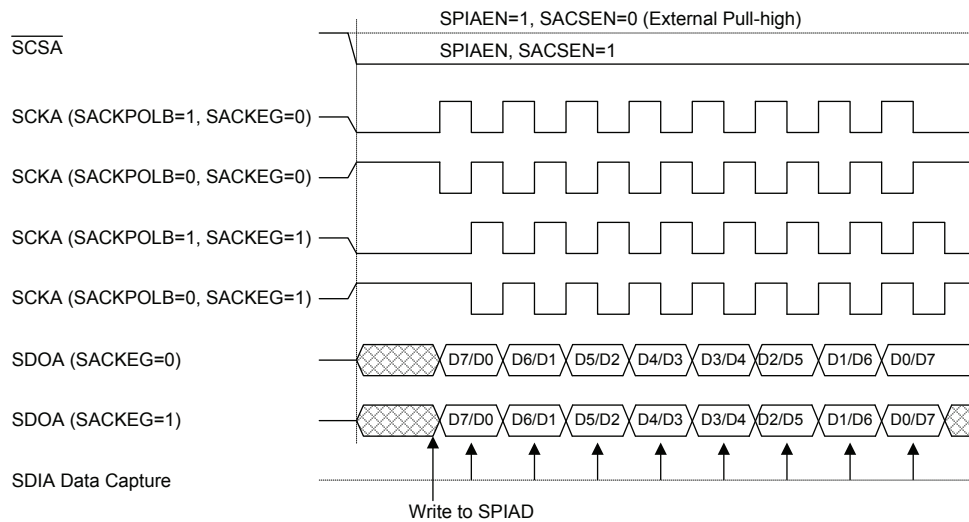 SPIAEN=1, SACSEN=0 (External Pull-high)
SCSA
SPIAEN, SACSEN=1
SCKA (SACKPOLB=1, SACKEG=0)
SCKA (SACKPOLB=0, SACKEG=0)
SCKA (SACKPOLB=1, SACKEG=1)
SCKA (SACKPOLB=0, SACKEG=1)
SDOA (SACKEG=0) D7/D0 D6/D1 D5/D2 D4/D3 D3/D4 D2/D5 D1/D6 D0/D7
SDOA (SACKEG=1) D7/D0 D6/D1 D5/D2 D4/D3 D3/D4 D2/D5 D1/D6 D0/D7
SDIA Data Capture
Write to SPIAD